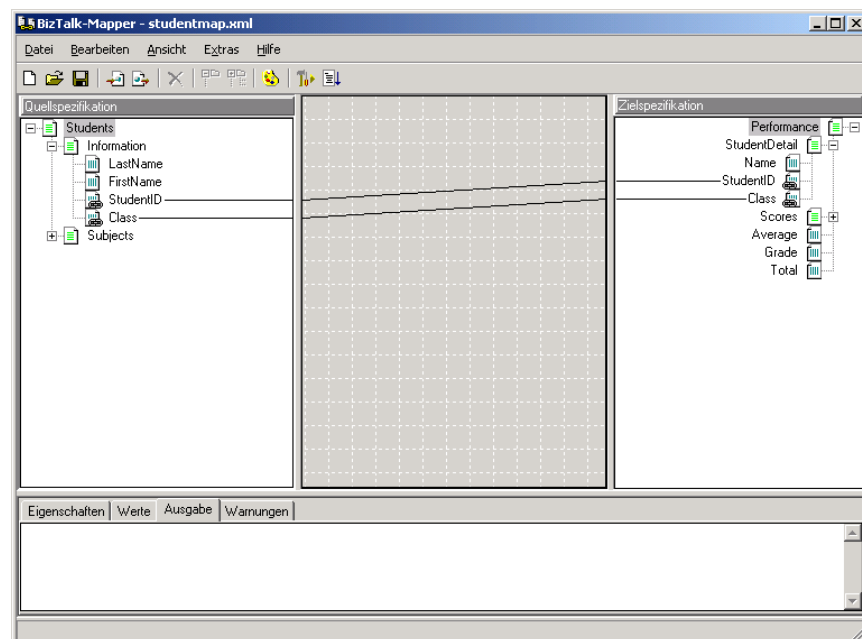 BizTalk-Mapper - studentmap.xml
Datei Bearbeiten Ansicht Extras Hilfe
Quellspezifikation
Students
Information
LastName
FirstName
StudentID
Class
Subjects
Zielspezifikation
Performance
StudentDetail
Name
StudentID
Class
Scores
Average
Grade
Total
Eigenschaften Werte Ausgabe Warnungen